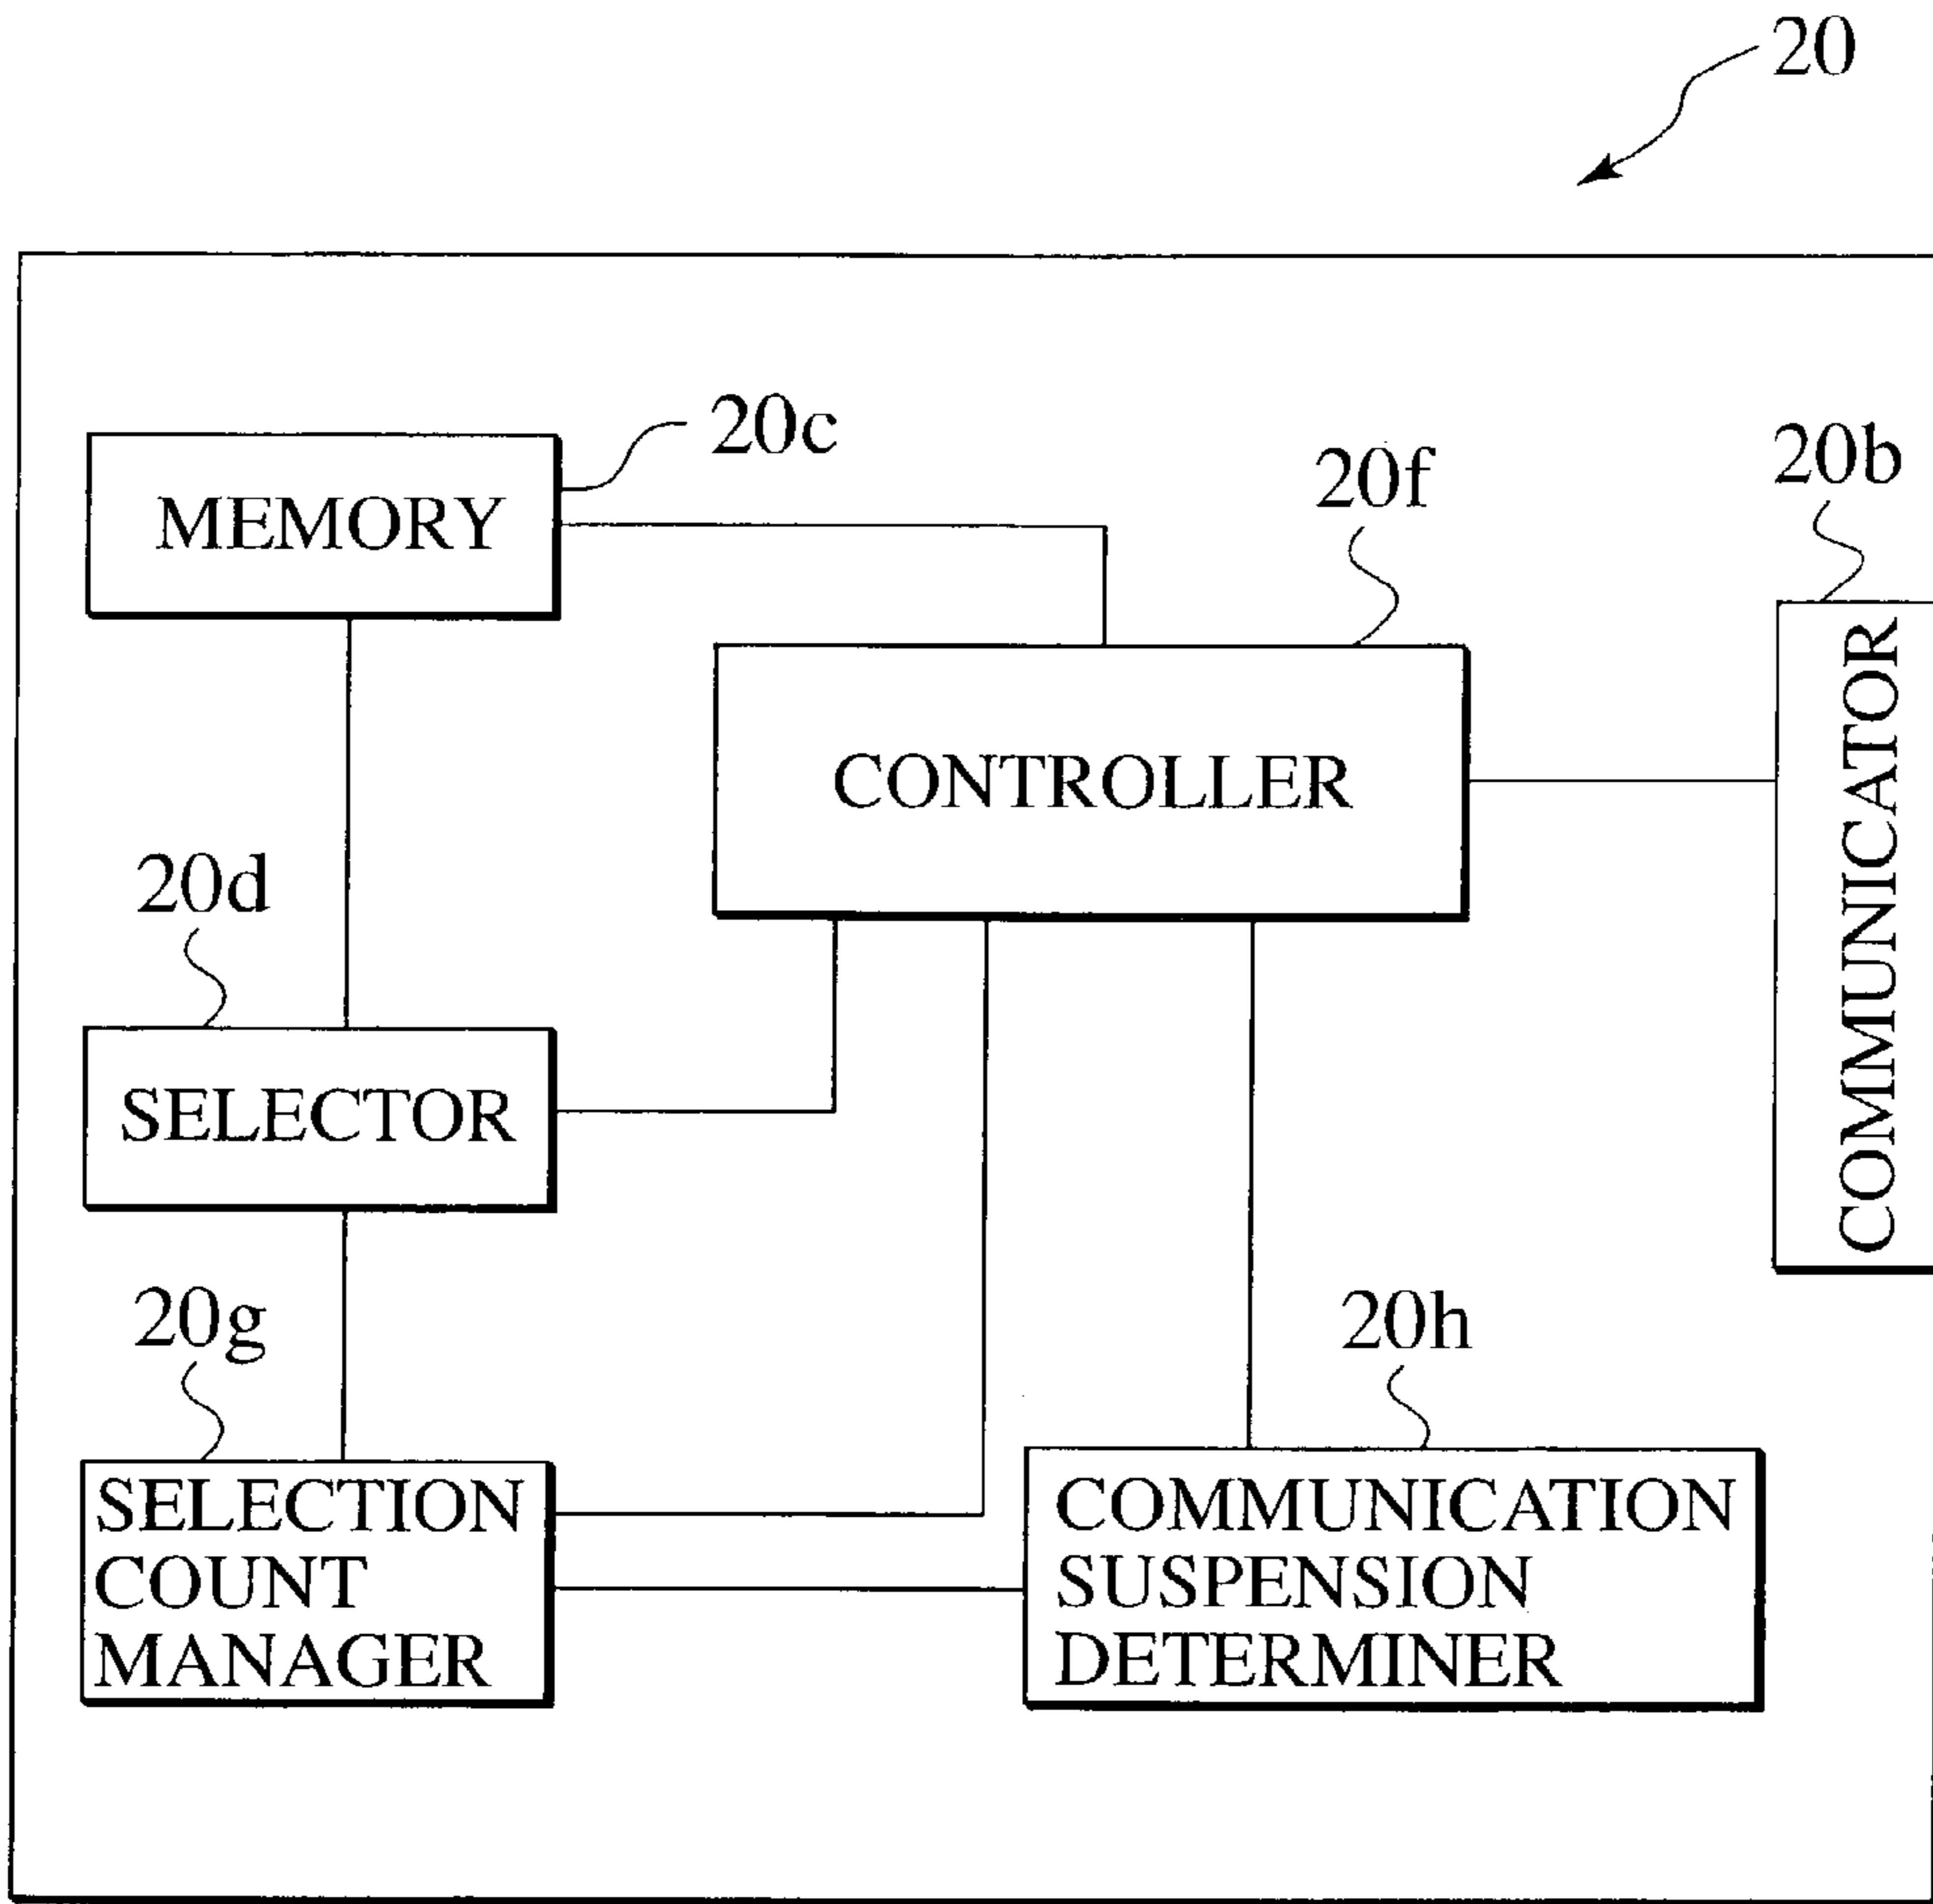 20
20c
20f
20b
MEMORY
CONTROLLER
COMMUNICATOR
20d
SELECTOR
20g
20h
SELECTION
COUNT
MANAGER
COMMUNICATION
SUSPENSION
DETERMINER